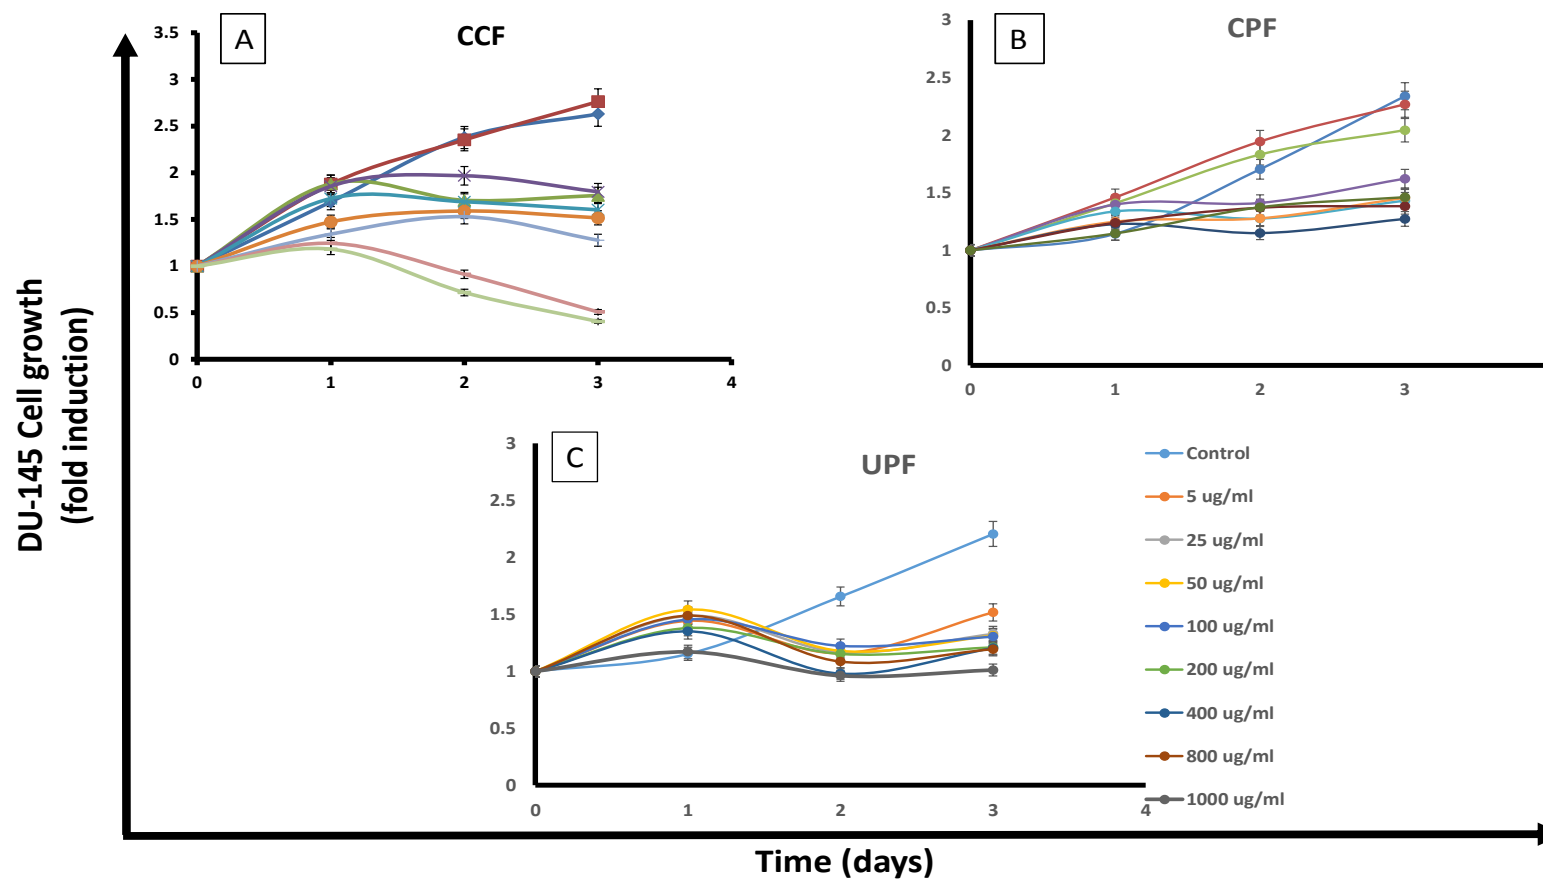 A
CCF
3.5
3
2.5
2
1.5
1
0.5
0
0
1
2
3
4
B
CPF
3
2.5
2
1.5
1
0.5
0
0
1
2
3
DU-145 Cell growth
(fold induction)
C
UPF
3
2.5
2
1.5
1
0.5
0
0
1
2
3
4
Control
5 ug/ml
25 ug/ml
50 ug/ml
100 ug/ml
200 ug/ml
400 ug/ml
800 ug/ml
1000 ug/ml
Time (days)